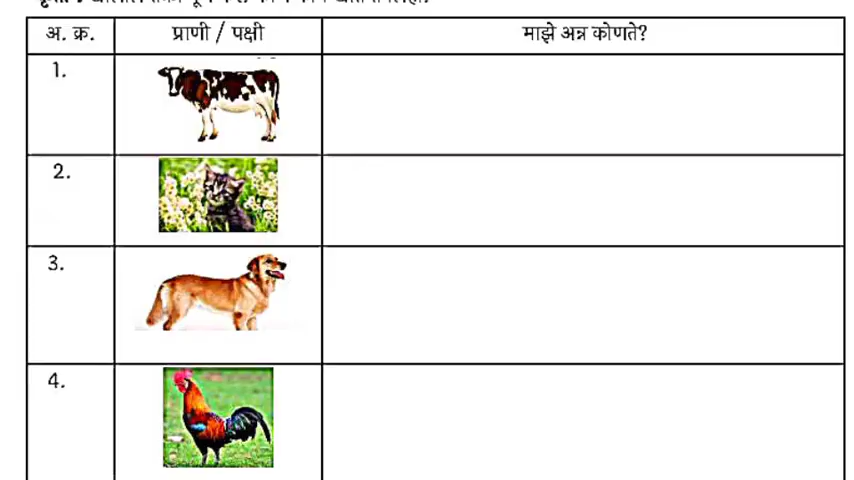 अ. क्र. प्राणी / पक्षी माझे अन्न कोणते?
1.
2.
3.
4.